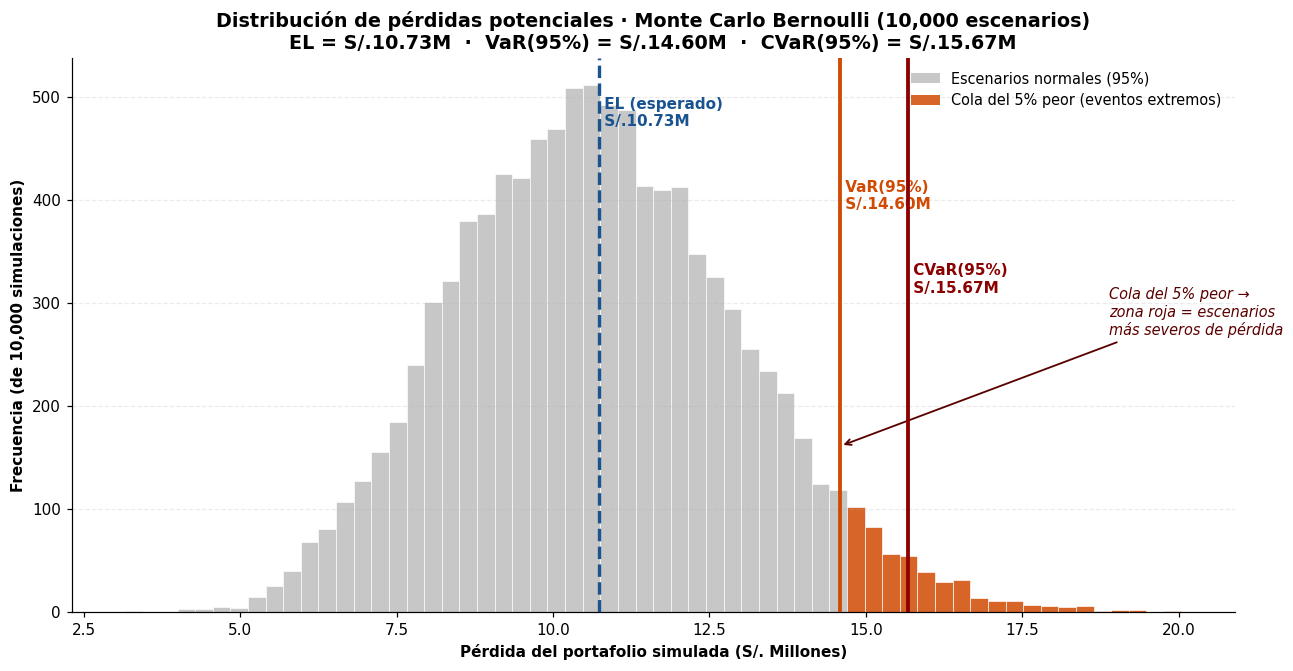 Distribución de pérdidas potenciales · Monte Carlo Bernoulli (10,000 escenarios)
EL = S/.10.73M · VaR(95%) = S/.14.60M · CVaR(95%) = S/.15.67M
Escenarios normales (95%)
Cola del 5% peor (eventos extremos)
EL (esperado)
S/.10.73M
VaR(95%)
S/.14.60M
CVaR(95%)
S/.15.67M
Cola del 5% peor →
zona roja = escenarios
más severos de pérdida
Frecuencia (de 10,000 simulaciones)
500
400
300
200
100
0
2.5 5.0 7.5 10.0 12.5 15.0 17.5 20.0
Pérdida del portafolio simulada (S/. Millones)